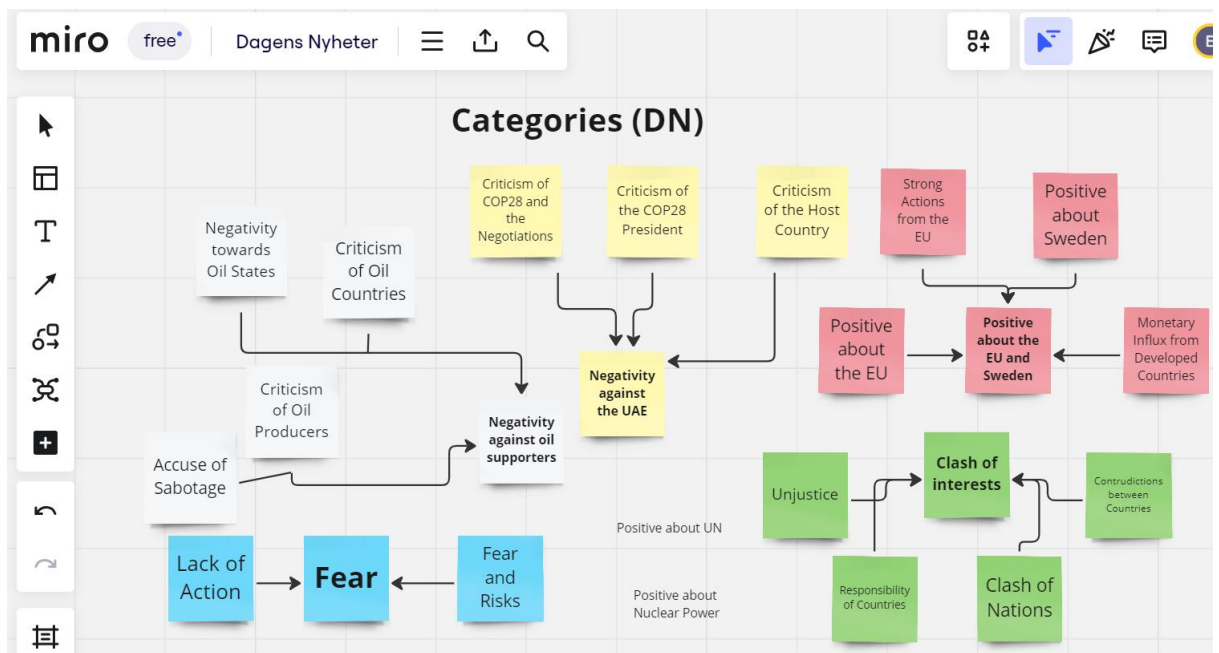 miro
free
Dagens Nyheter
E
Categories (DN)
Negativity
towards
Oil States
Criticism
of Oil
Countries
Criticism
of Oil
Producers
Accuse of
Sabotage
Negativity
against oil
supporters
Criticism of
COP28 and
the
Negotiations
Criticism of
the COP28
President
Criticism
of the Host
Country
Negativity
against
the UAE
Strong
Actions
from the
EU
Positive
about
Sweden
Positive
about
the EU
Positive
about the
EU and
Sweden
Monetary
Influx from
Developed
Countries
Lack of
Action
Fear
Fear
and
Risks
Positive about UN
Positive about
Nuclear Power
Unjustice
Clash of
interests
Contrudictions
between
Countries
Responsibility
of Countries
Clash of
Nations